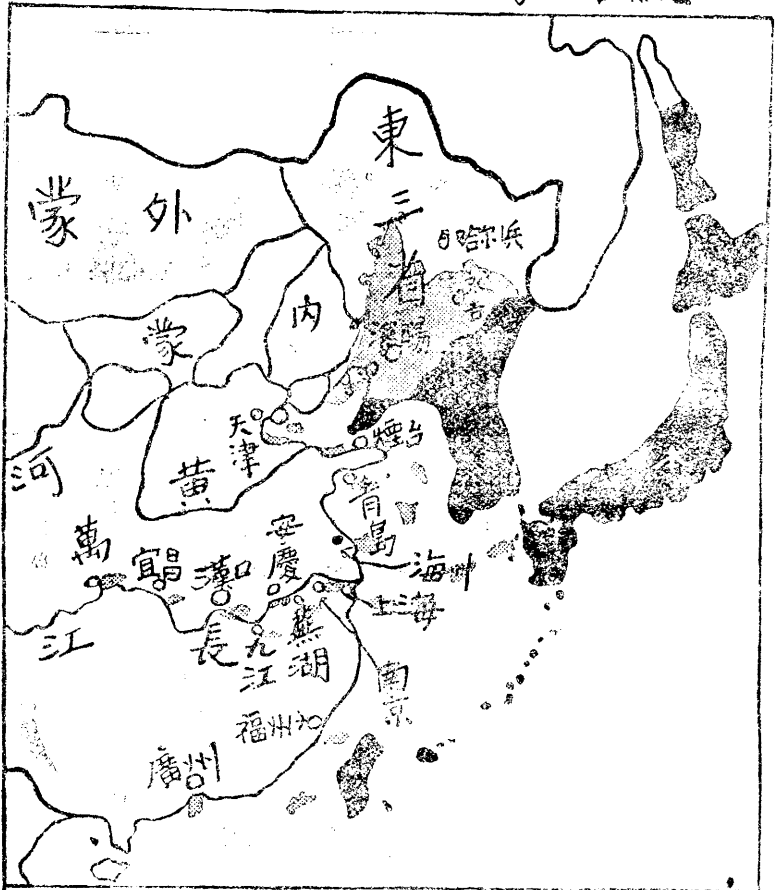 東三省
哈尔浜
外蒙
内蒙
吉
瀋陽
天津
煙台
黄河
青島
海州
安慶
漢口
宜昌
萬
上海
蕪湖
九江
長江
南京
福州
廣州